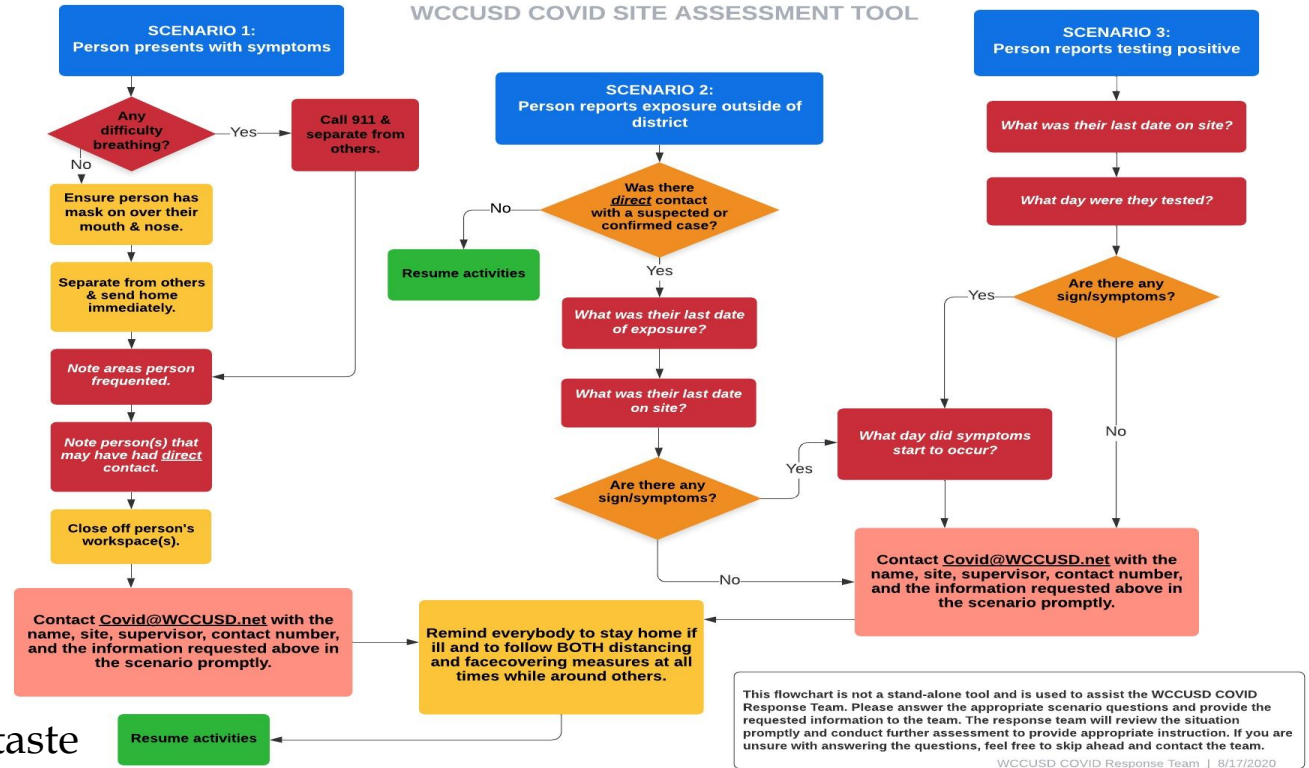 WCCUSD COVID SITE ASSESSMENT TOOL
SCENARIO 1:
Person presents with symptoms
Any
difficulty
breathing?
Yes
Call 911 &
separate from
others.
No
Ensure person has
mask on over their
mouth & nose.
Separate from others
& send home
immediately.
Note areas person
frequented.
Note person(s) that
may have had direct
contact.
Close off person's
workspace(s).
Contact Covid@WCCUSD.net with the
name, site, supervisor, contact number,
and the information requested above in
the scenario promptly.
SCENARIO 2:
Person reports exposure outside of
district
Was there
direct contact
with a suspected or
confirmed case?
No
Resume activities
Yes
What was their last date
of exposure?
What was their last date
on site?
Are there any
sign/symptoms?
Yes
No
SCENARIO 3:
Person reports testing positive
What was their last date on site?
What day were they tested?
Are there any
sign/symptoms?
Yes
What day did symptoms
start to occur?
No
Contact Covid@WCCUSD.net with the
name, site, supervisor, contact number,
and the information requested above in
the scenario promptly.
Remind everybody to stay home if
ill and to follow BOTH distancing
and facecovering measures at all
times while around others.
taste
Resume activities
This flowchart is not a stand-alone tool and is used to assist the WCCUSD COVID
Response Team. Please answer the appropriate scenario questions and provide the
requested information to the team. The response team will review the situation
promptly and conduct further assessment to provide appropriate instruction. If you are
unsure with answering the questions, feel free to skip ahead and contact the team.
WCCUSD COVID Response Team | 8/17/2020